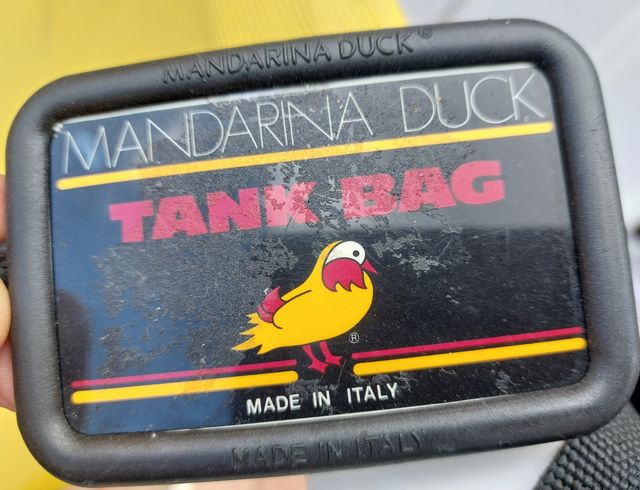 MANDARINA DUCK®
MANDARINA DUCK
TANK BAG
®
MADE IN ITALY
MADE IN ITALY